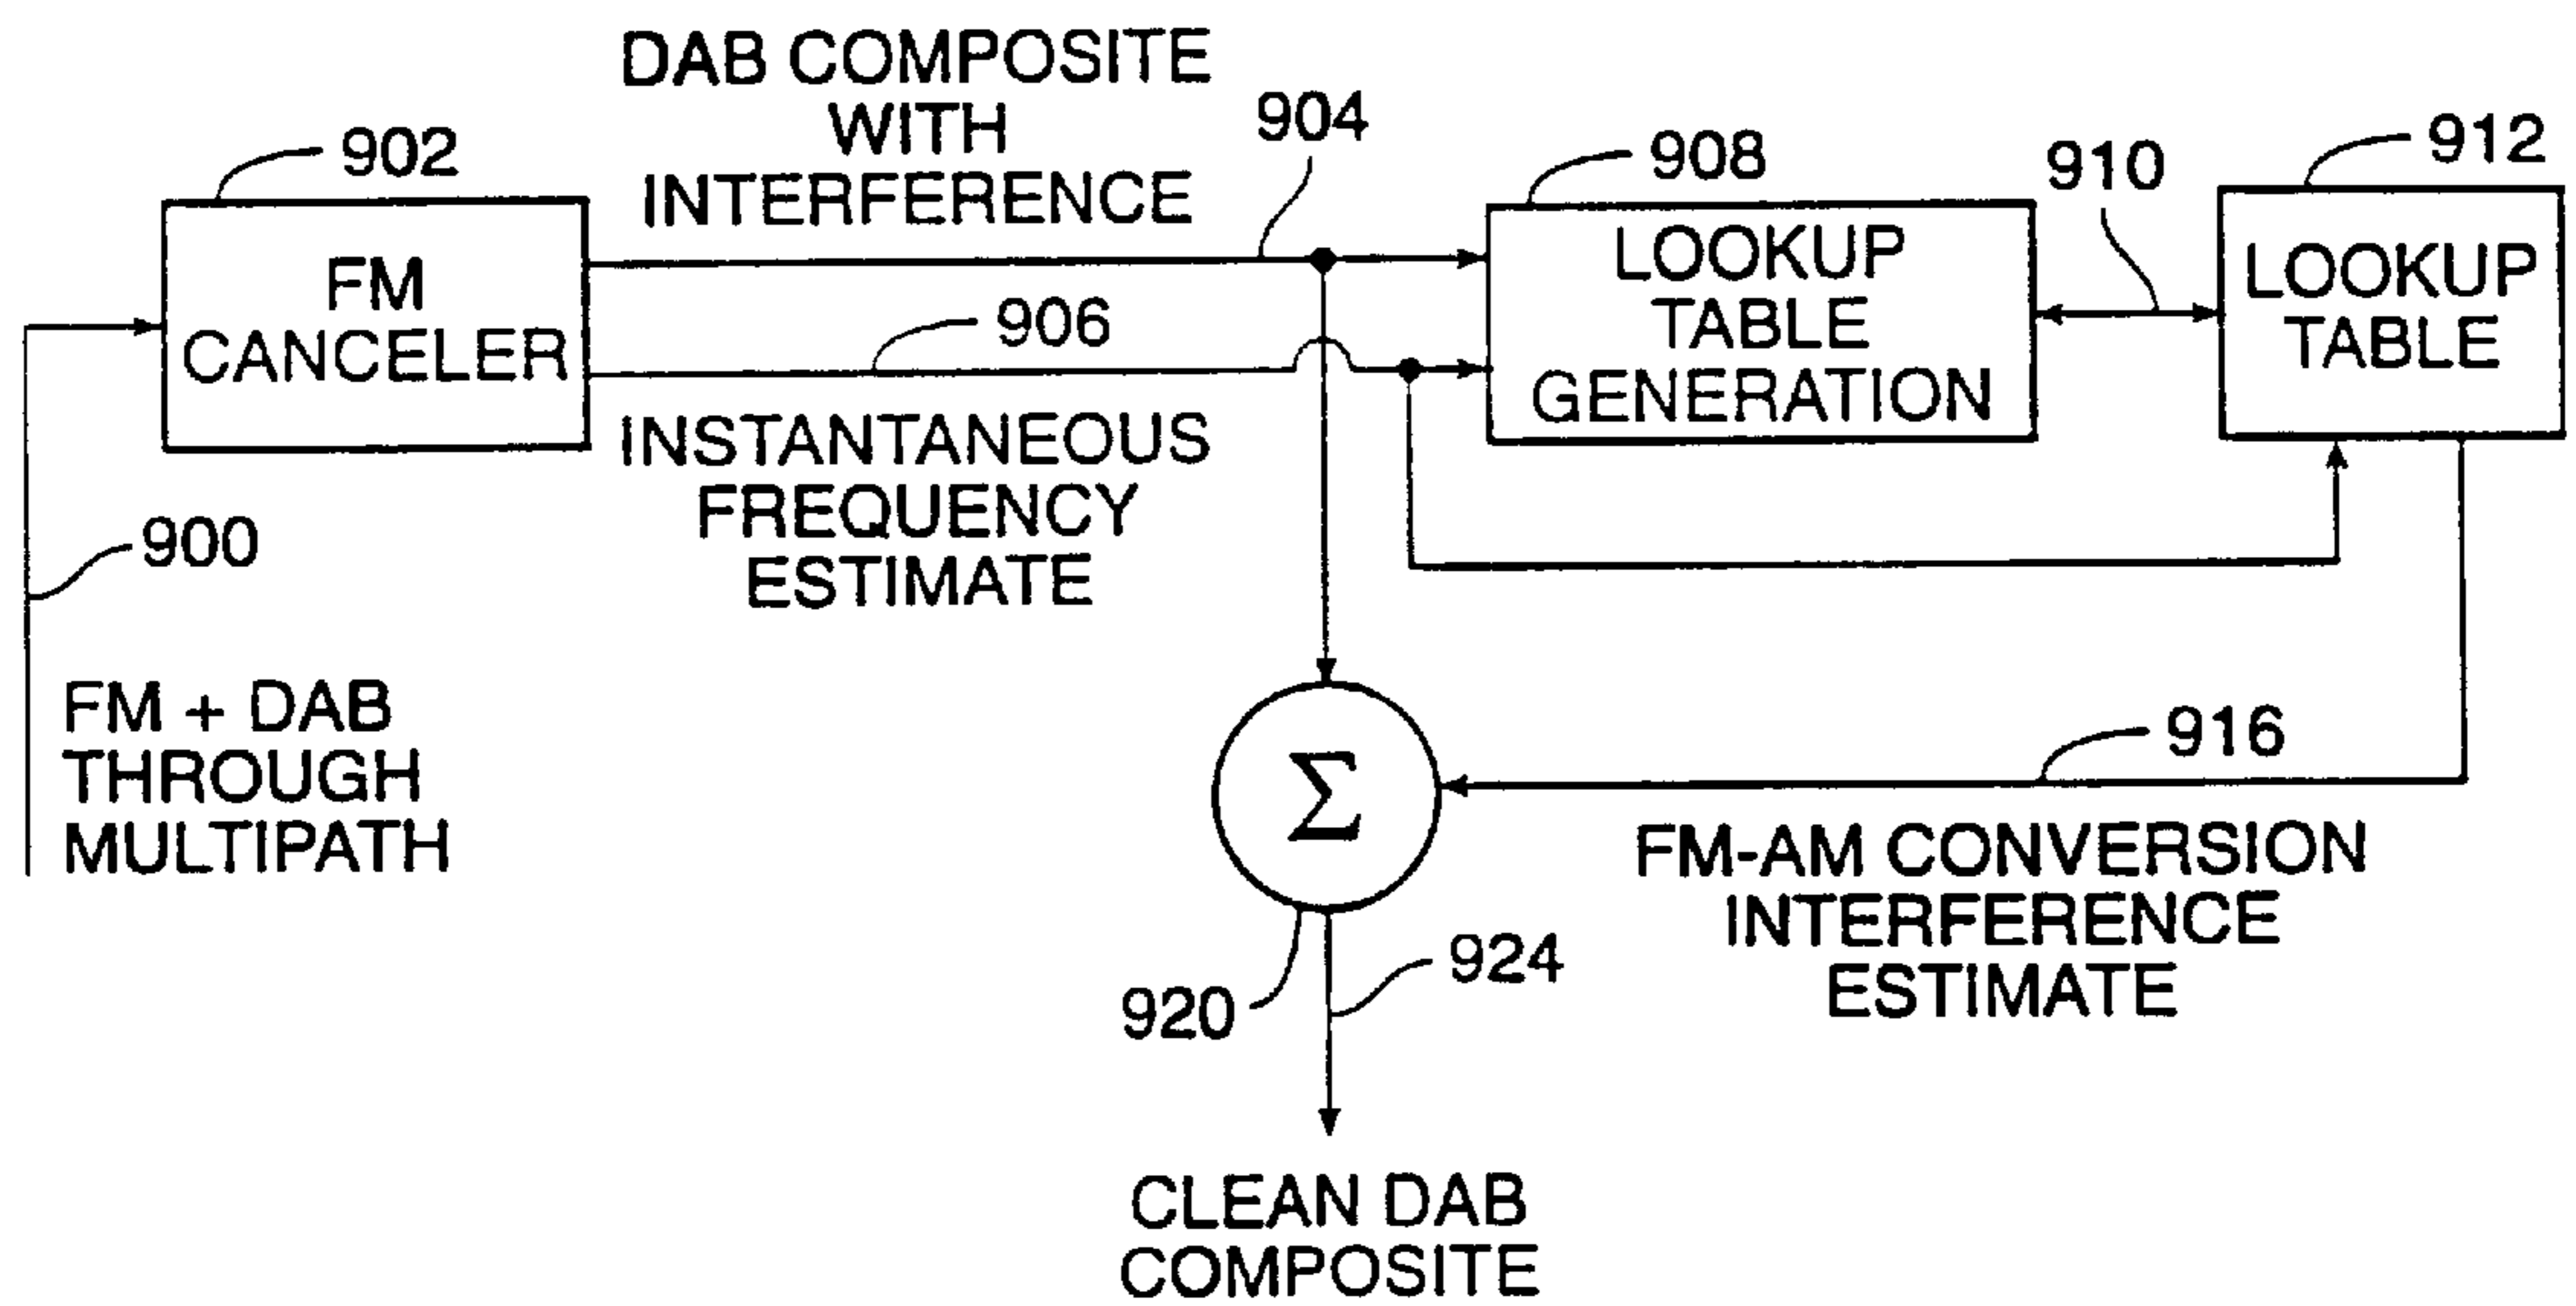 DAB COMPOSITE
WITH
INTERFERENCE
902
904
908
910
912
FM
CANCELER
906
LOOKUP
TABLE
GENERATION
LOOKUP
TABLE
INSTANTANEOUS
FREQUENCY
ESTIMATE
900
FM + DAB
THROUGH
MULTIPATH
Σ
916
FM-AM CONVERSION
INTERFERENCE
ESTIMATE
920
924
CLEAN DAB
COMPOSITE